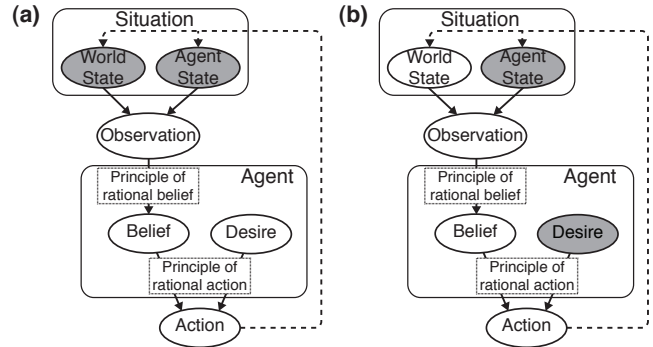 (a)
Situation
World
State
Agent
State
Observation
Agent
Principle of
rational belief
Belief
Desire
Principle of
rational action
Action
(b)
Situation
World
State
Agent
State
Observation
Agent
Principle of
rational belief
Belief
Desire
Principle of
rational action
Action